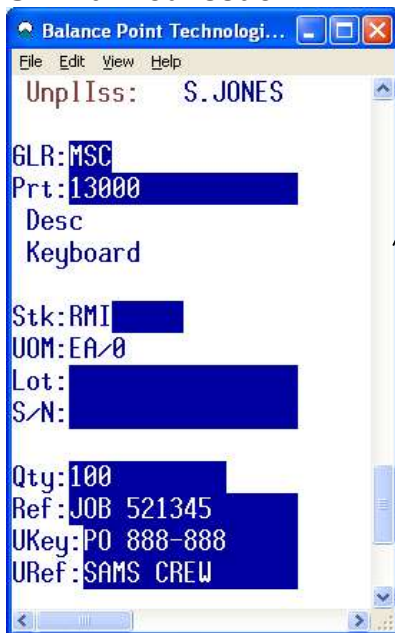 Balance Point Technologi...
File Edit View Help
UnplIss: S.JONES
GLR:MSC
Prt:13000
Desc
Keyboard
Stk:RMI
UOM:EA/0
Lot:
S/N:
Qty:100
Ref:JOB 521345
UKey:PO 888-888
URef:SAMS CREW